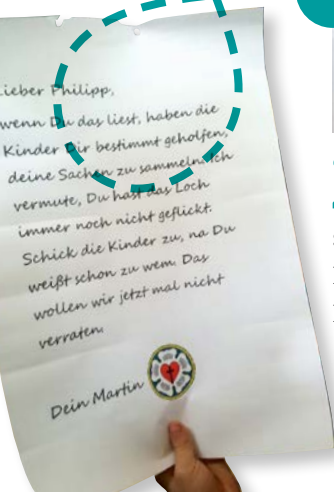 Lieber Philipp,
wenn Du das liest, haben die
Kinder Dir bestimmt geholfen,
deine Sachen zu sammeln. Ich
vermute, Du hast das Loch
immer noch nicht geflickt.
Schick die Kinder zu, na Du
weißt schon zu wem. Das
wollen wir jetzt mal nicht
verraten.
Dein Martin